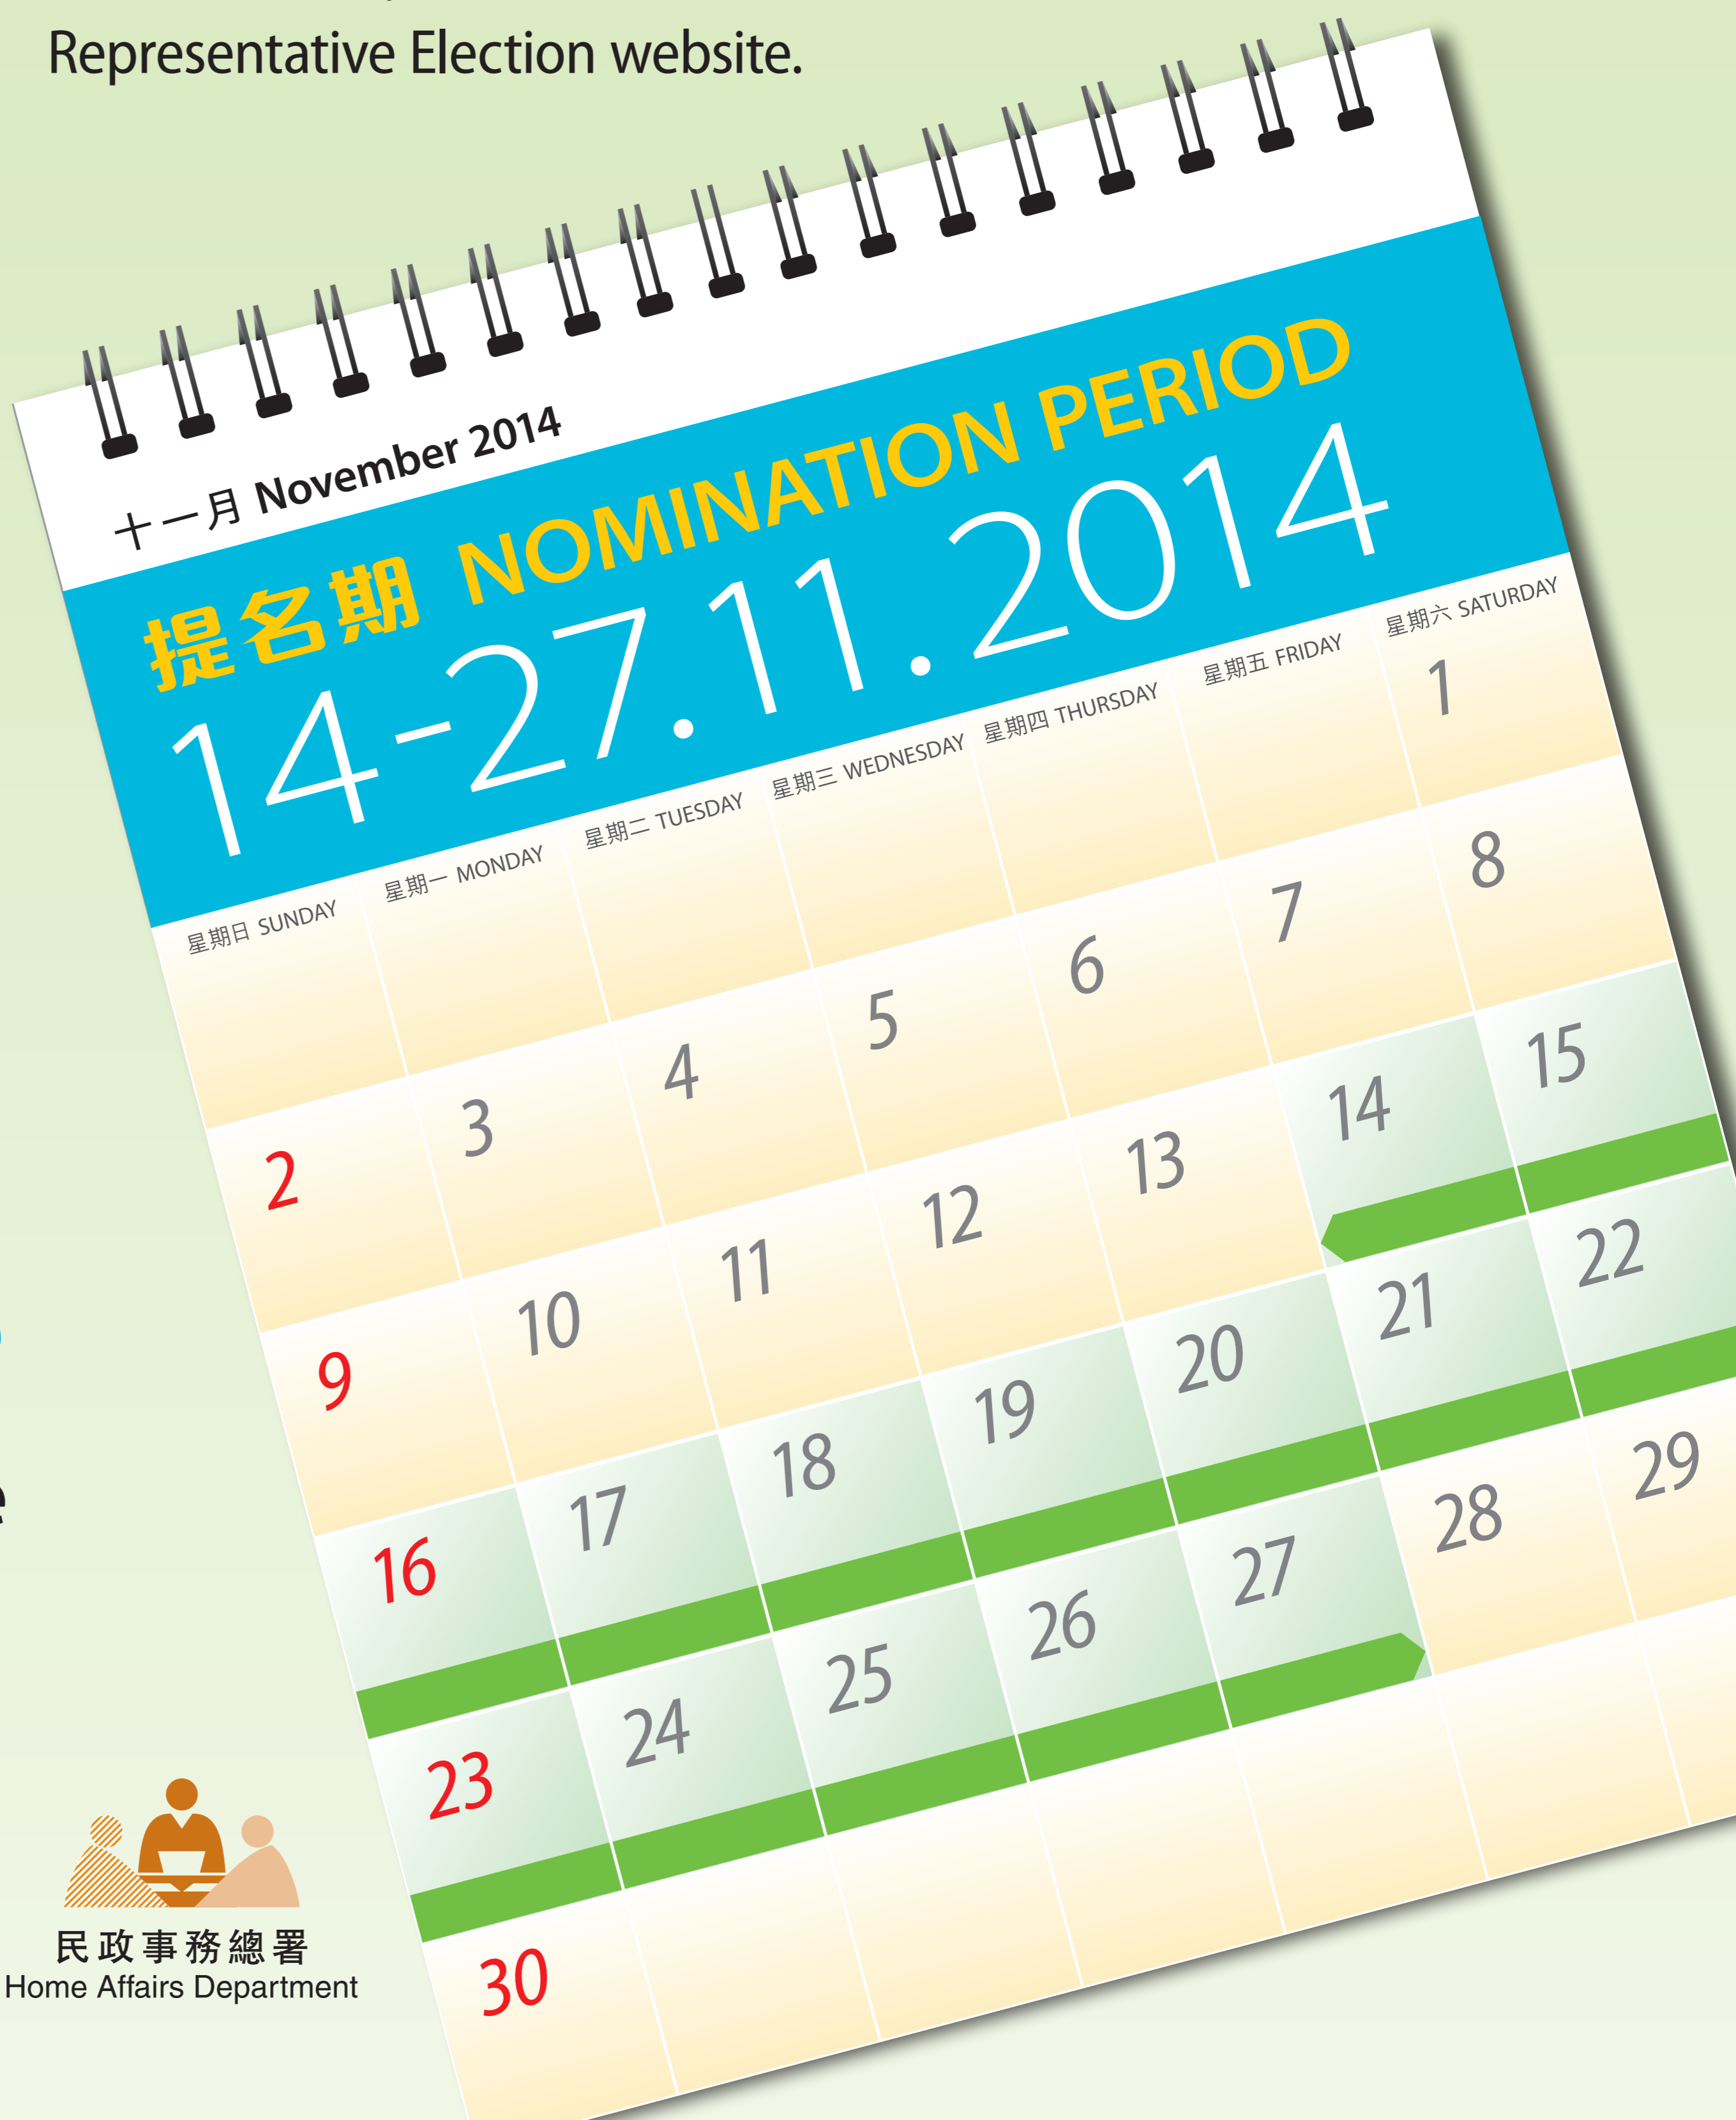 Representative Election website.
十一月 November 2014
提名期 NOMINATION PERIOD
14-27.11.2014
星期日 SUNDAY 星期一 MONDAY 星期二 TUESDAY 星期三 WEDNESDAY 星期四 THURSDAY 星期五 FRIDAY 星期六 SATURDAY
1
2 3 4 5 6 7 8
9 10 11 12 13 14 15
16 17 18 19 20 21 22
23 24 25 26 27 28 29
30
民政事務總署
Home Affairs Department